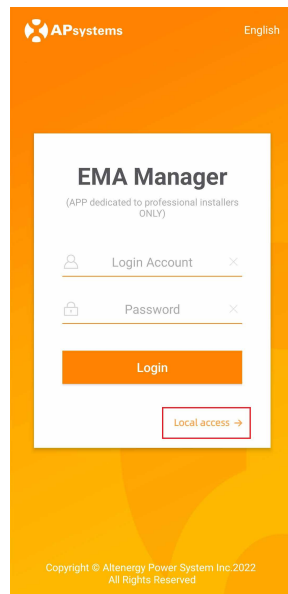 APsystems
English
EMA Manager
(APP dedicated to professional installers
ONLY)
Login Account
Password
Login
Local access →
Copyright © Altenergy Power System Inc.2022
All Rights Reserved